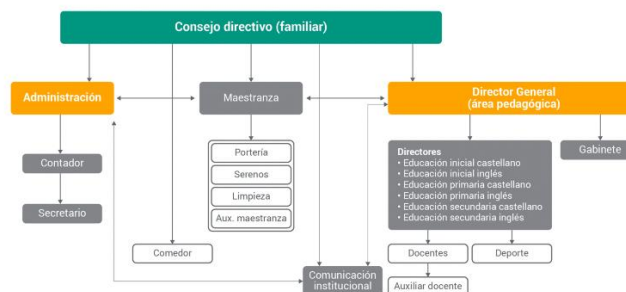 Consejo directivo (familiar)
Administración
Maestranza
Director General
(área pedagógica)
Contador
Secretario
Portería
Serenos
Limpieza
Aux. maestranza
Directores
• Educación inicial castellano
• Educación inicial inglés
• Educación primaria castellano
• Educación primaria inglés
• Educación secundaria castellano
• Educación secundaria inglés
Gabinete
Comedor
Docentes
Deporte
Comunicación
institucional
Auxiliar docente